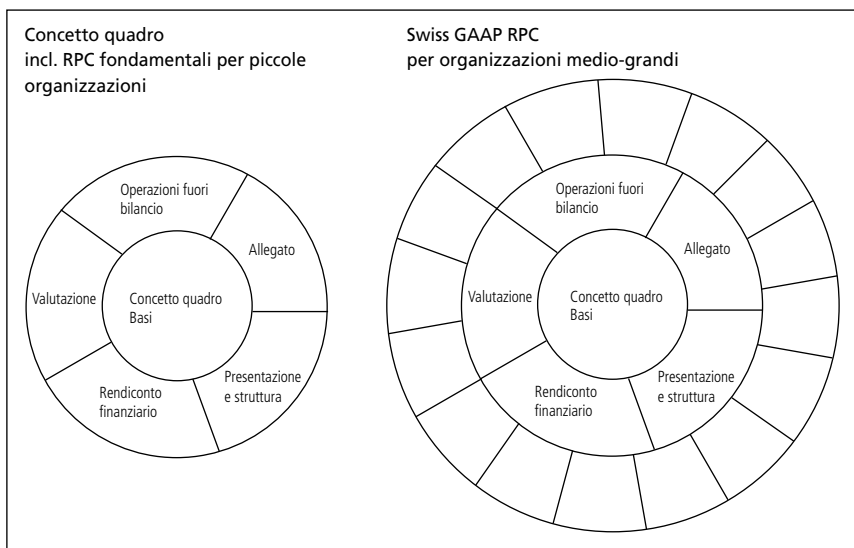 Concetto quadro
incl. RPC fondamentali per piccole
organizzazioni
Operazioni fuori
bilancio
Allegato
Valutazione
Concetto quadro
Basi
Rendiconto
finanziario
Presentazione
e struttura
Swiss GAAP RPC
per organizzazioni medio-grandi
Operazioni fuori
bilancio
Allegato
Valutazione
Concetto quadro
Basi
Rendiconto
finanziario
Presentazione
e struttura